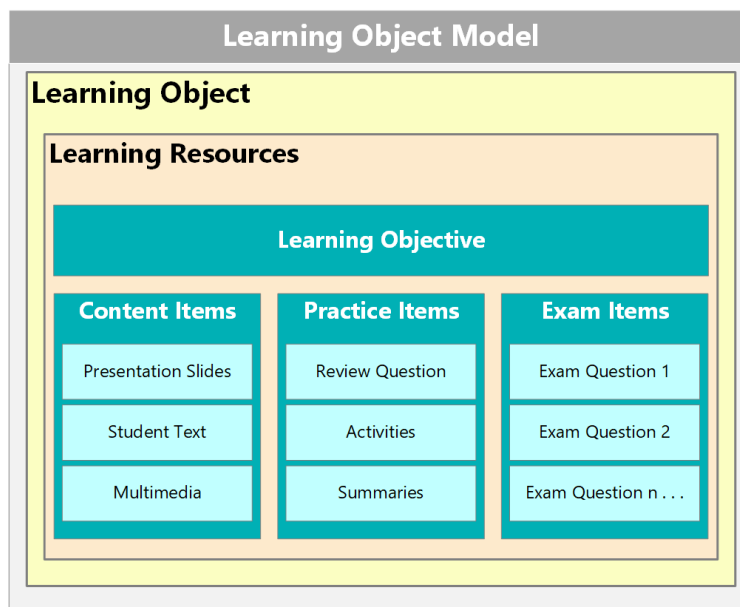 Learning Object Model
Learning Object
Learning Resources
Learning Objective
Content Items
Presentation Slides
Student Text
Multimedia
Practice Items
Review Question
Activities
Summaries
Exam Items
Exam Question 1
Exam Question 2
Exam Question n . . .